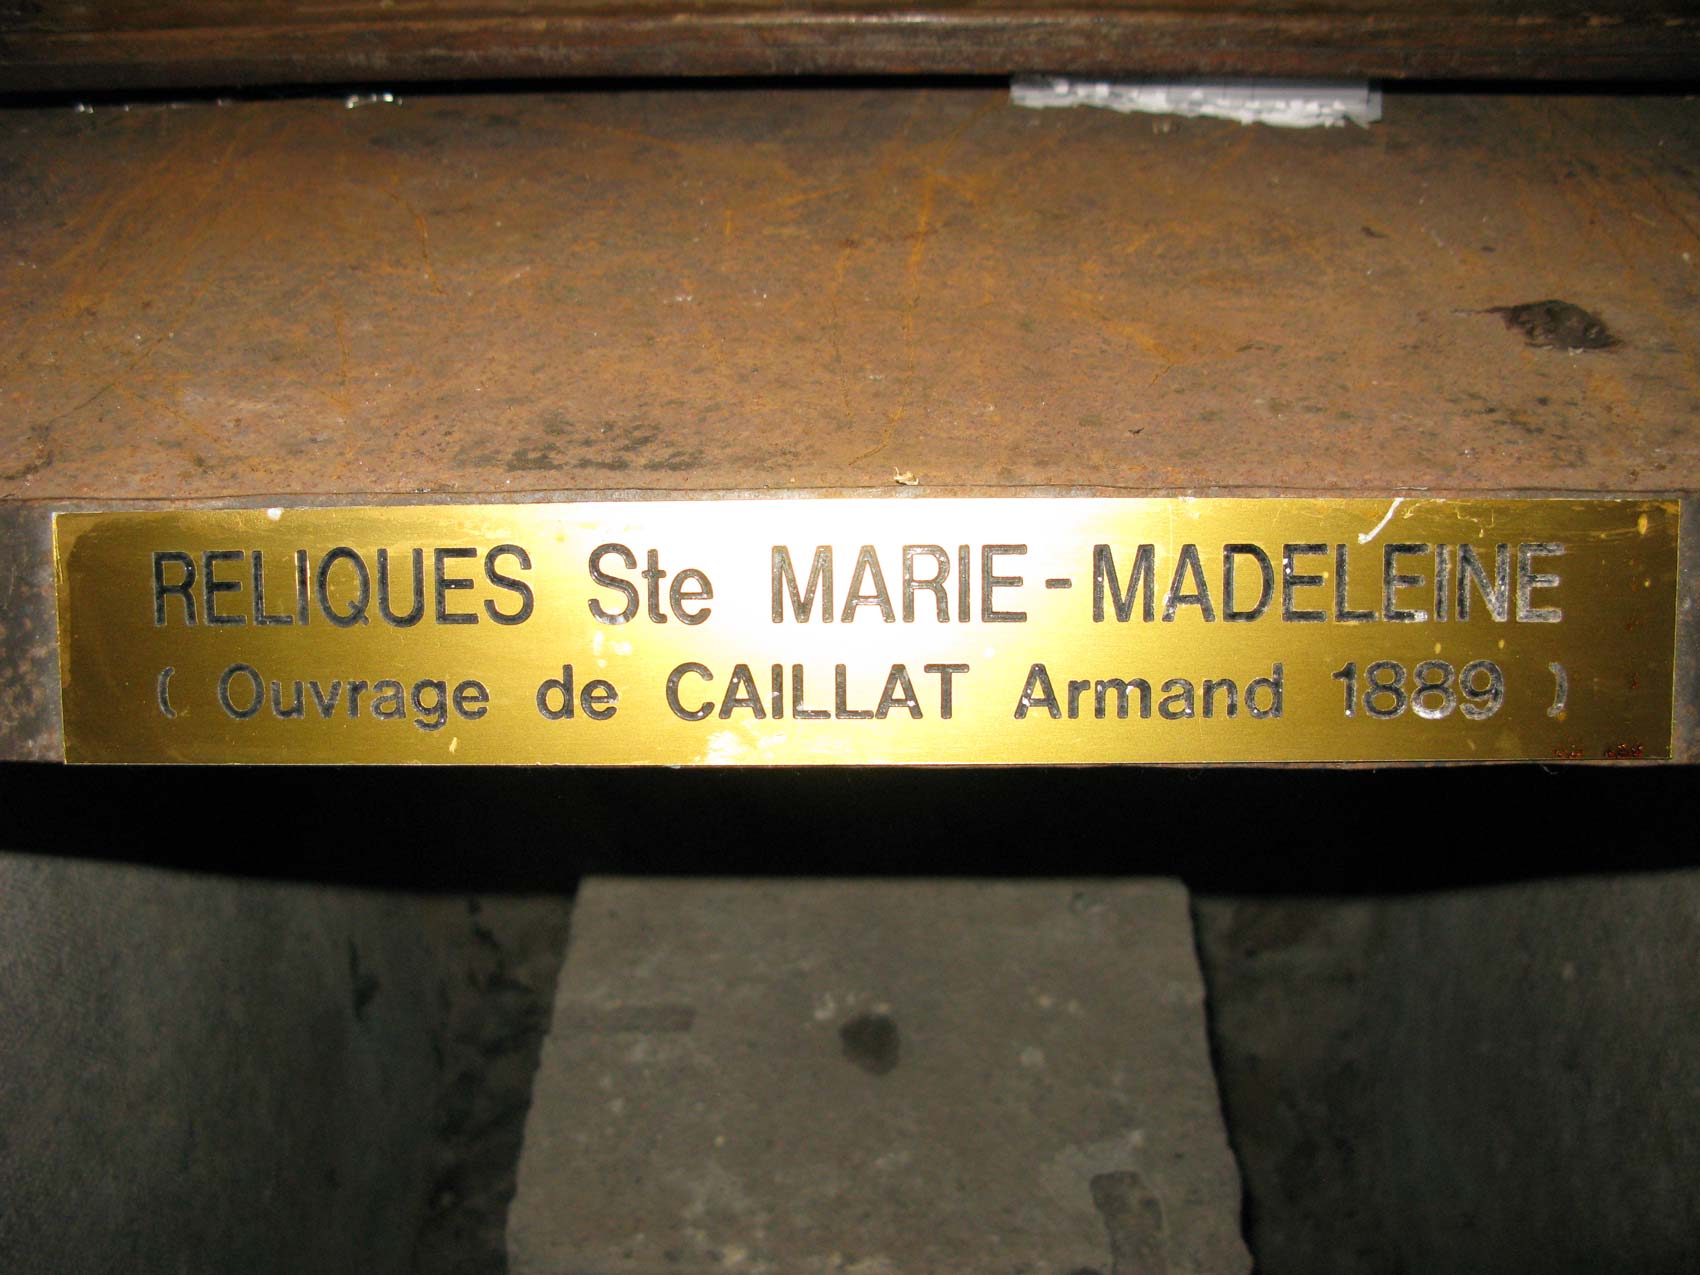 RELIQUES Ste MARIE-MADELEINE
( Ouvrage de CAILLAT Armand 1889 )